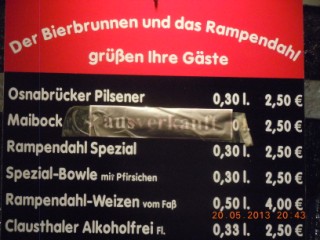 Der Bierbrunnen und das Rampendahl
grüßen Ihre Gäste
Osnabrücker Pilsener 0,30 l. 2,50 €
Maibock ausverkauft 0 l. 2,50 €
Rampendahl Spezial 0,30 l. 2,50 €
Spezial-Bowle mit Pfirsichen 0,30 l. 2,50 €
Rampendahl-Weizen vom Faß 0,50 l. 4,00 €
Clausthaler Alkoholfrei Fl. 0,33 l. 2,50 €
20.05.2013 20:43